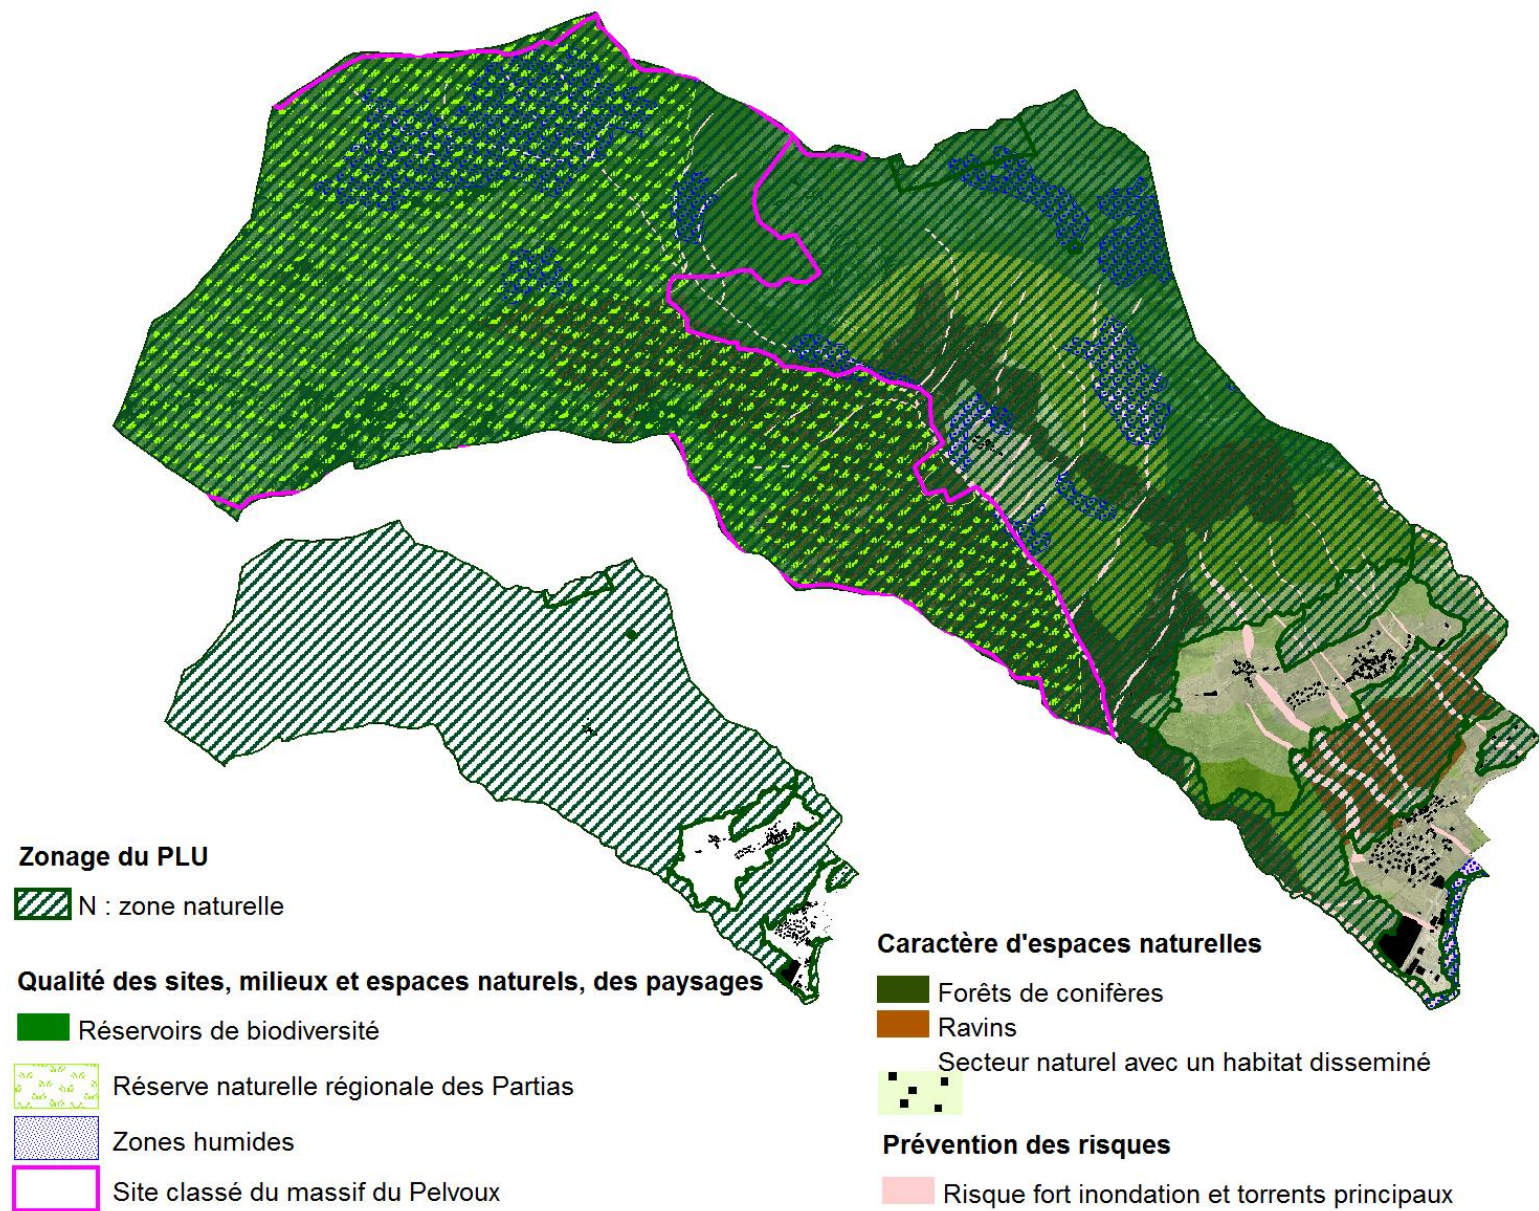 Zonage du PLU
N : zone naturelle
Qualité des sites, milieux et espaces naturels, des paysages
Réservoirs de biodiversité
Réserve naturelle régionale des Partias
Zones humides
Site classé du massif du Pelvoux
Caractère d'espaces naturelles
Forêts de conifères
Ravins
Secteur naturel avec un habitat disseminé
Prévention des risques
Risque fort inondation et torrents principaux